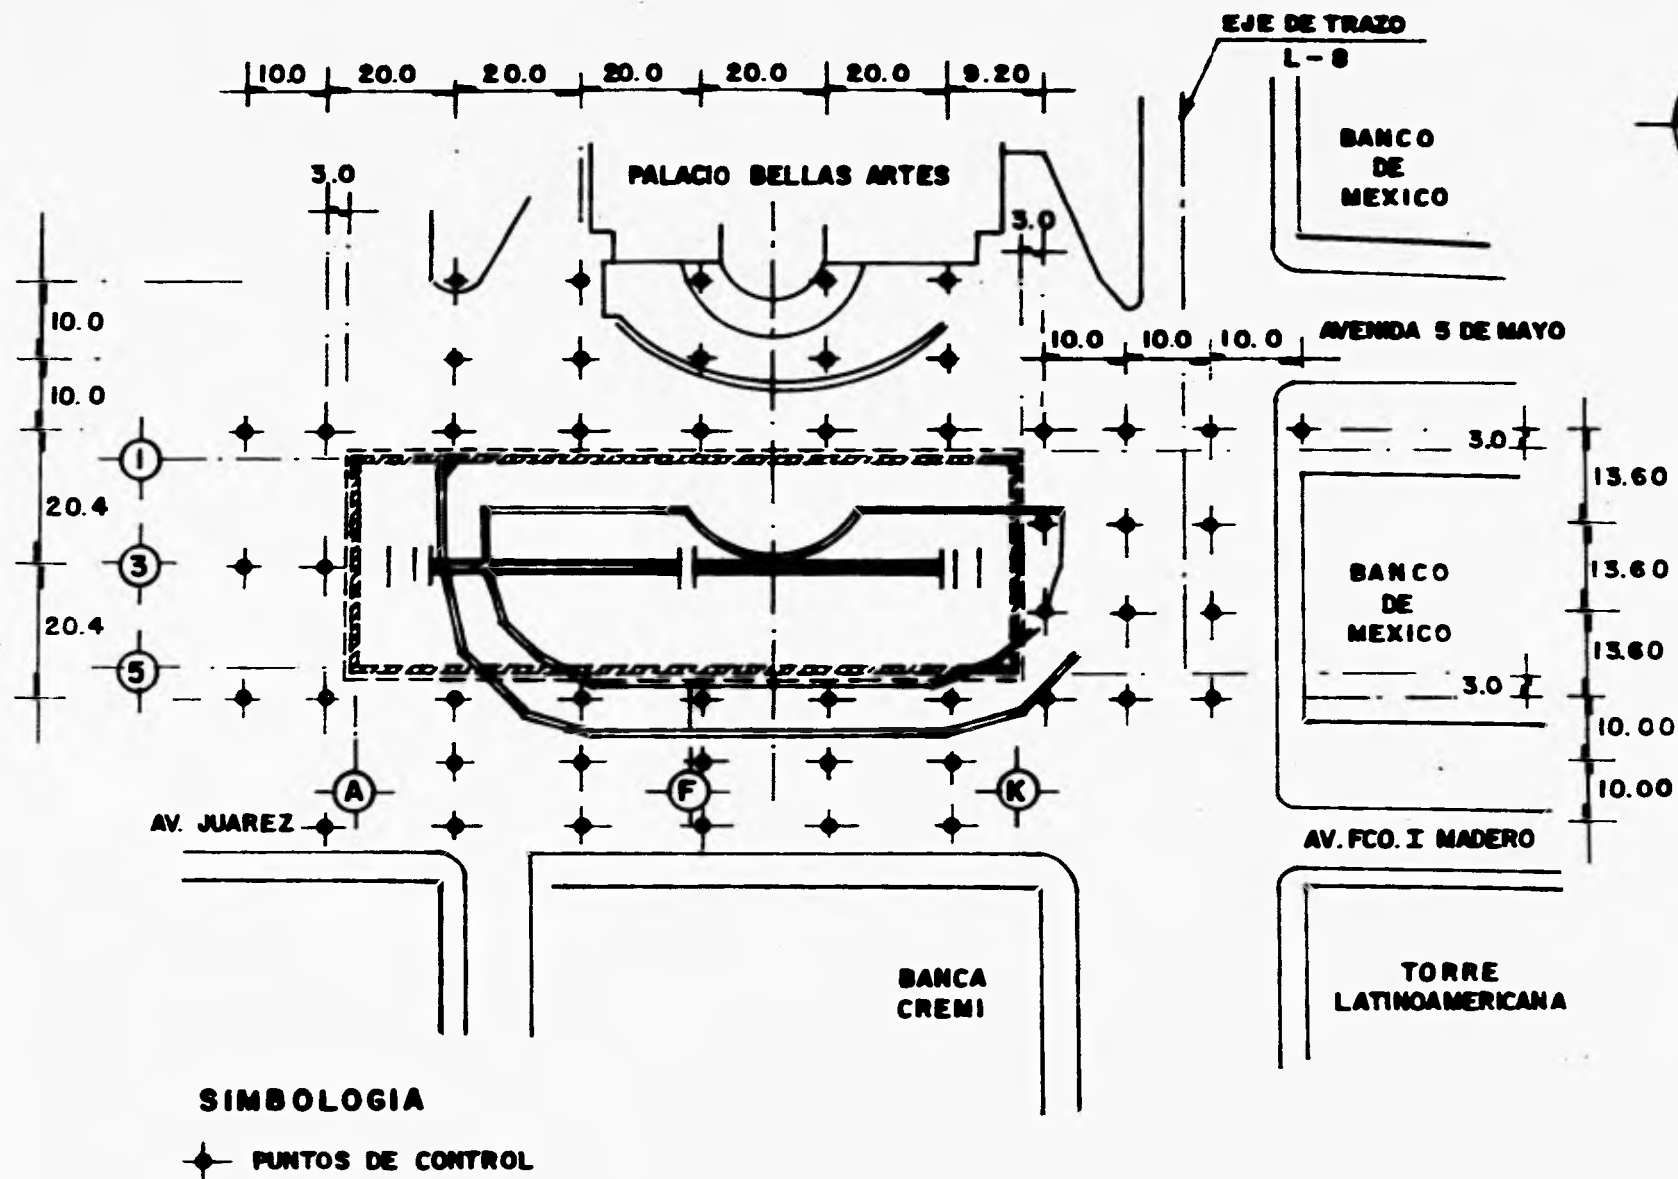 EJE DE TRAZO
L-8
10.0 20.0 20.0 20.0 20.0 20.0 9.20
BANCO
DE
MEXICO
PALACIO BELLAS ARTES
3.0
3.0
10.0
10.0 10.0 10.0
AVENIDA 5 DE MAYO
10.0
3.0
1
13.60
20.4
3
BANCO
DE
MEXICO
13.60
20.4
13.60
5
3.0
10.00
A F K
10.00
AV. JUAREZ
AV. FCO. I MADERO
BANCA
CREMI
TORRE
LATINOAMERICANA
SIMBOLOGIA
PUNTOS DE CONTROL